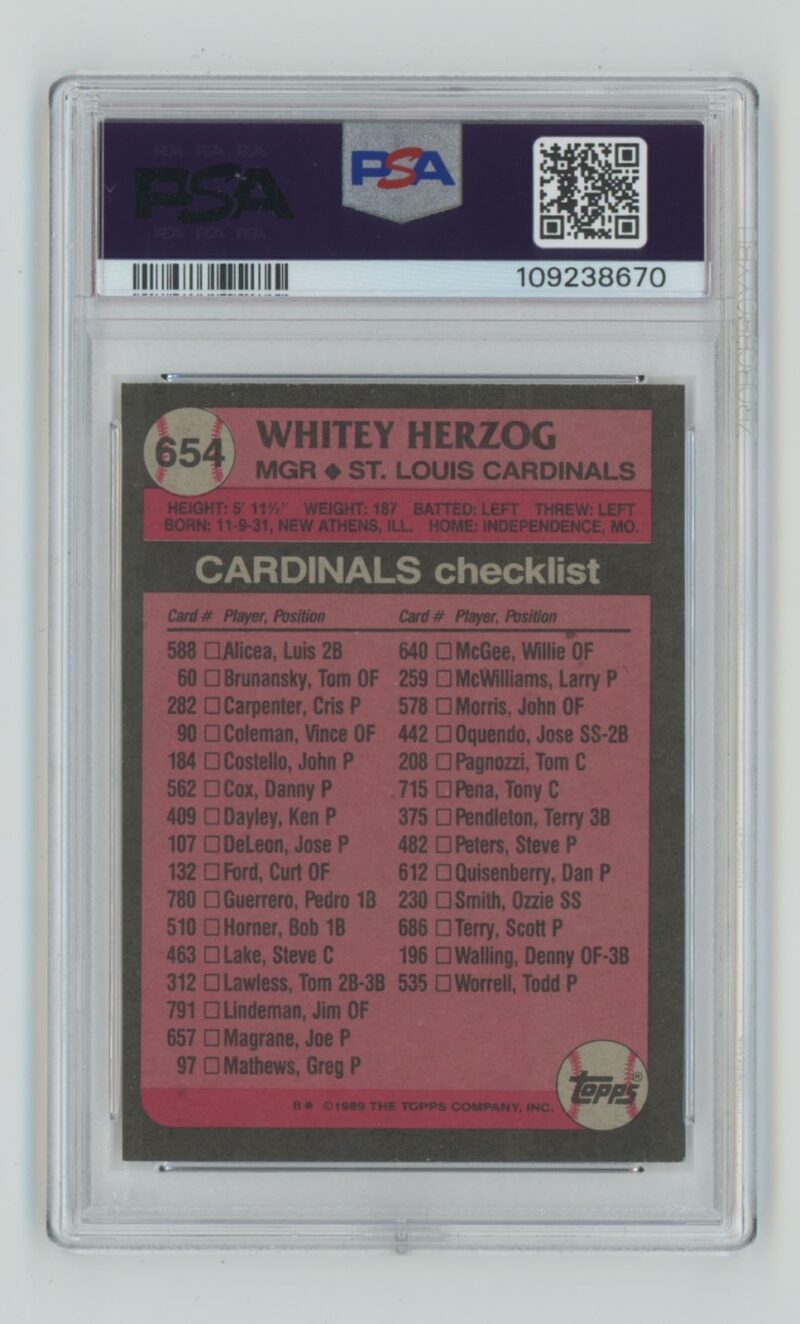 PSA PSA PSA
PSA
PSA PSA PSA
PSA
109238670
654
WHITEY HERZOG
MGR ◆ ST. LOUIS CARDINALS
HEIGHT: 5' 11½" WEIGHT: 187 BATTED: LEFT THREW: LEFT
BORN: 11-9-31, NEW ATHENS, ILL. HOME: INDEPENDENCE, MO.
CARDINALS checklist
Card # Player, Position
588 □ Alicea, Luis 2B
60 □ Brunansky, Tom OF
282 □ Carpenter, Cris P
90 □ Coleman, Vince OF
184 □ Costello, John P
562 □ Cox, Danny P
409 □ Dayley, Ken P
107 □ DeLeon, Jose P
132 □ Ford, Curt OF
780 □ Guerrero, Pedro 1B
510 □ Horner, Bob 1B
463 □ Lake, Steve C
312 □ Lawless, Tom 2B-3B
791 □ Lindeman, Jim OF
657 □ Magrane, Joe P
97 □ Mathews, Greg P
Card # Player, Position
640 □ McGee, Willie OF
259 □ McWilliams, Larry P
578 □ Morris, John OF
442 □ Oquendo, Jose SS-2B
208 □ Pagnozzi, Tom C
715 □ Pena, Tony C
375 □ Pendleton, Terry 3B
482 □ Peters, Steve P
612 □ Quisenberry, Dan P
230 □ Smith, Ozzie SS
686 □ Terry, Scott P
196 □ Walling, Denny OF-3B
535 □ Worrell, Todd P
B* ©1989 THE TOPPS COMPANY, INC.
TOPPS®